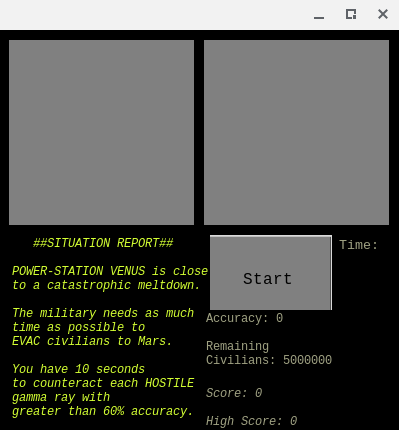 ##SITUATION REPORT##
POWER-STATION VENUS is close
to a catastrophic meltdown.
The military needs as much
time as possible to
EVAC civilians to Mars.
You have 10 seconds
to counteract each HOSTILE
gamma ray with
greater than 60% accuracy.
Start
Time:
Accuracy: 0
Remaining
Civilians: 5000000
Score: 0
High Score: 0